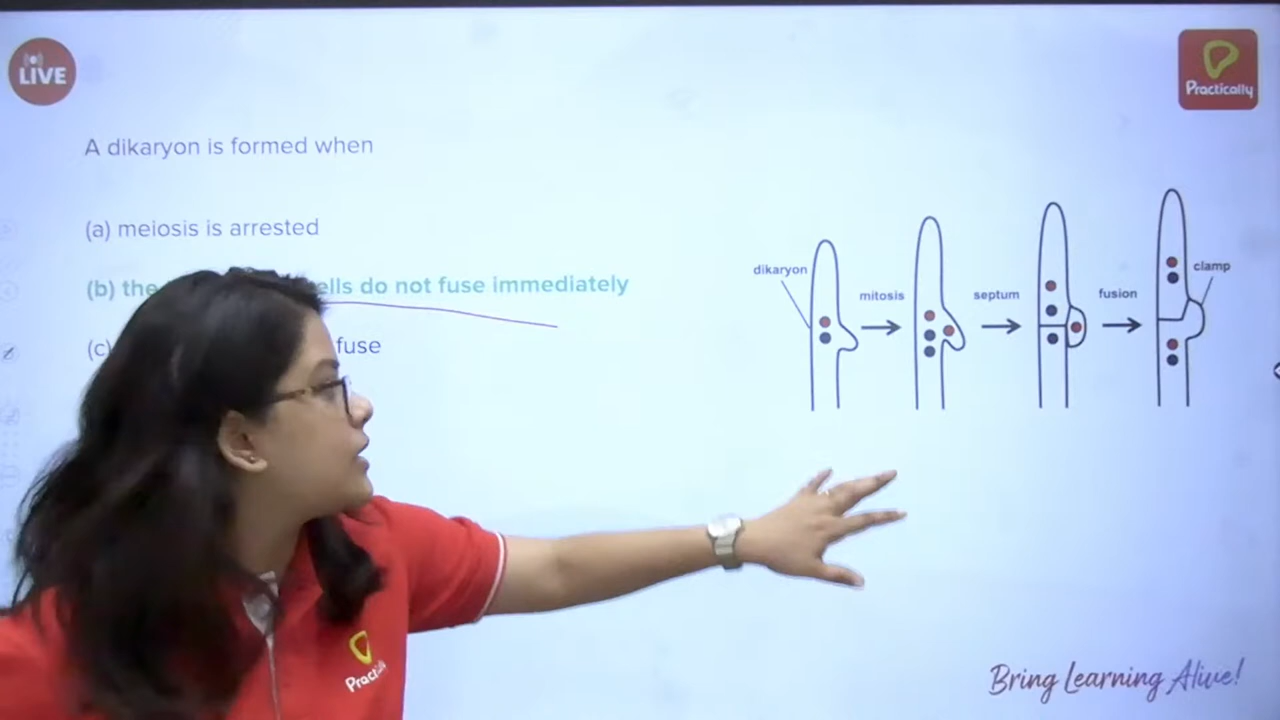 LIVE
Practically
A dikaryon is formed when
(a) meiosis is arrested
(b) the ells do not fuse immediately
(c) fuse
dikaryon
mitosis
septum
fusion
clamp
Practic
Bring Learning Alive!